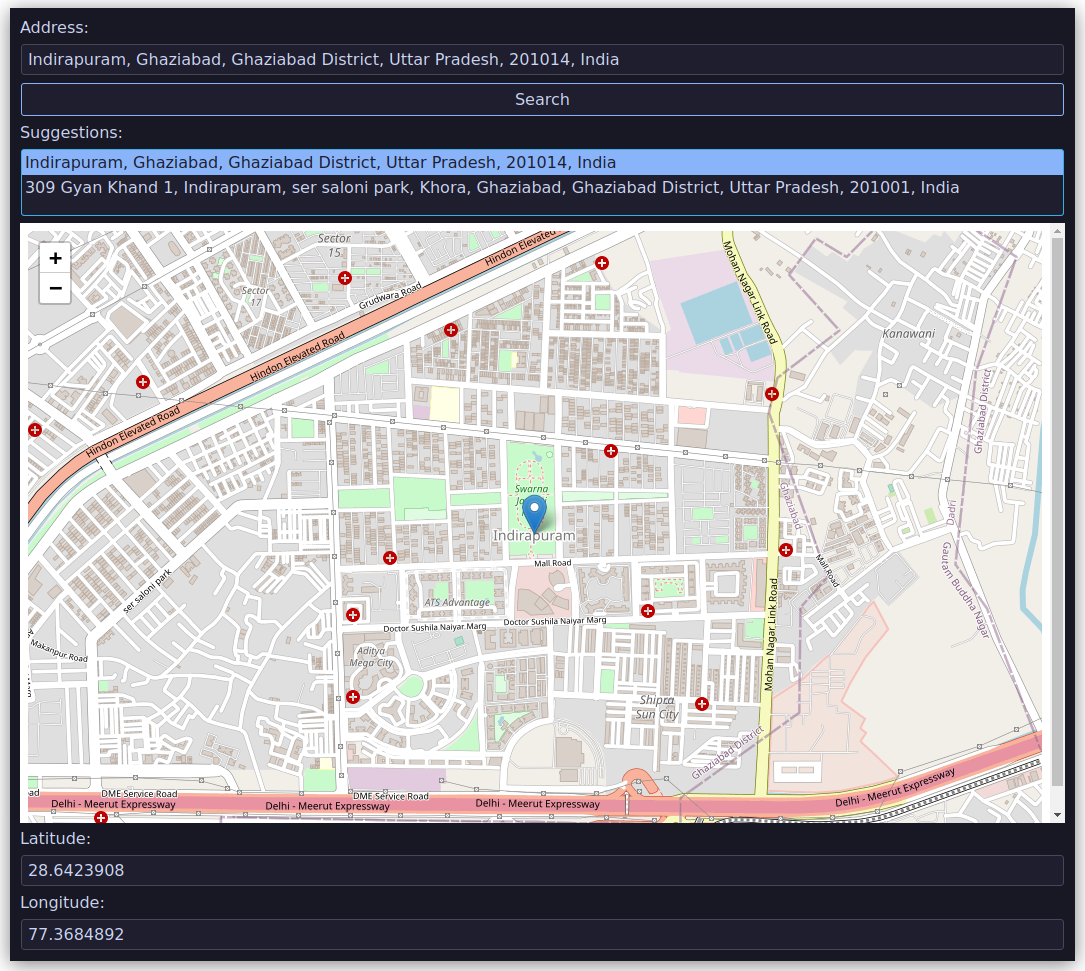 Address:
Indirapuram, Ghaziabad, Ghaziabad District, Uttar Pradesh, 201014, India
Search
Suggestions:
Indirapuram, Ghaziabad, Ghaziabad District, Uttar Pradesh, 201014, India
309 Gyan Khand 1, Indirapuram, ser saloni park, Khora, Ghaziabad, Ghaziabad District, Uttar Pradesh, 201001, India
+
−
Sector
15
Hindon Elevated
Mohan Nagar Link Road
Sector
17
Grudwara Road
Kanawani
Hindon Elevated Road
Ghaziabad District
Hindon Elevated Road
Swarna
Ghaziabad
Dadri
Indirapuram
Mall Road
Mall Road
Gautam Buddha Nagar
ser saloni park
ATS Advantage
Doctor Sushila Naiyar Marg
Doctor Sushila Naiyar Marg
Mohan Nagar Link Road
Makanpur Road
Aditya
Mega City
Shipra
Sun City
Ghaziabad District
DME Service Road
DME Service Road
Delhi - Meerut Expressway
Delhi - Meerut Expressway
Delhi - Meerut Expressway
Delhi - Meerut Expressway
Latitude:
28.6423908
Longitude:
77.3684892